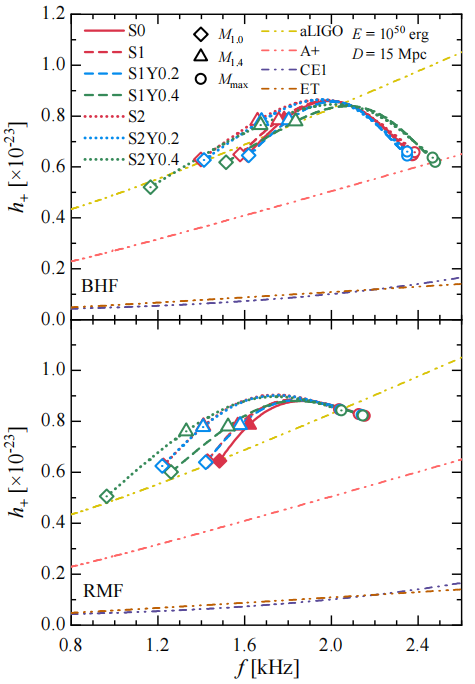 S0
S1
S1Y0.2
S1Y0.4
S2
S2Y0.2
S2Y0.4
M1.0
M1.4
Mmax
aLIGO
A+
CE1
ET
E = 10^50 erg
D = 15 Mpc
1.2
1.0
0.8
0.6
0.4
0.2
0.0
h+ [×10^-23]
BHF
1.2
1.0
0.8
0.6
0.4
0.2
0.0
h+ [×10^-23]
RMF
0.8 1.2 1.6 2.0 2.4
f [kHz]